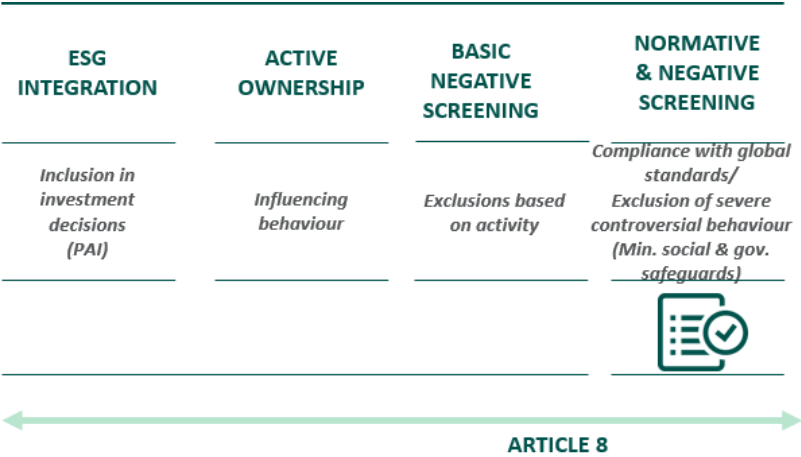 ESG
INTEGRATION
ACTIVE
OWNERSHIP
BASIC
NEGATIVE
SCREENING
NORMATIVE
& NEGATIVE
SCREENING
Inclusion in
investment
decisions
(PAI)
Influencing
behaviour
Exclusions based
on activity
Compliance with global
standards/
Exclusion of severe
controversial behaviour
(Min. social & gov.
safeguards)
ARTICLE 8